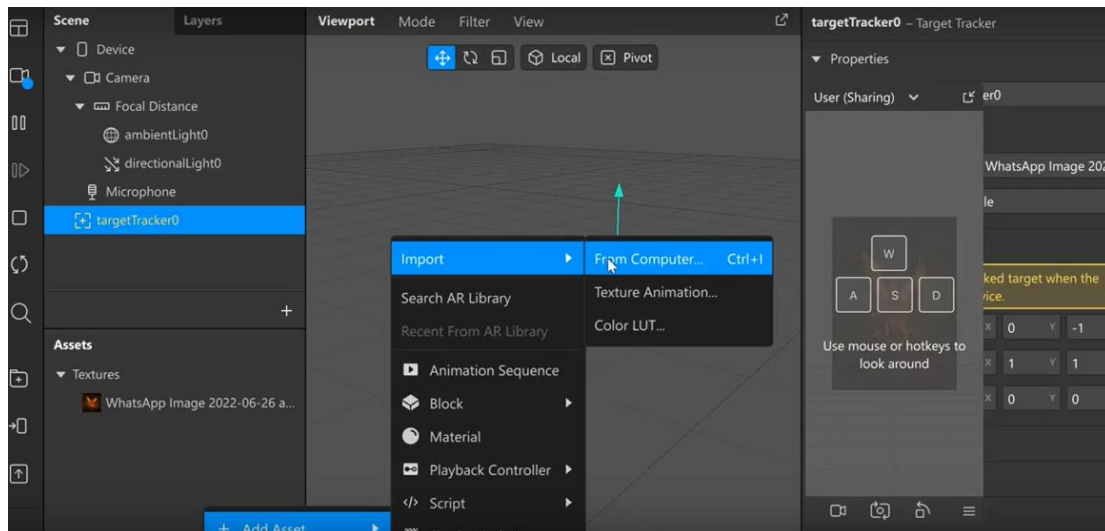 Scene Layers
Device
Camera
Focal Distance
ambientLight0
directionalLight0
Microphone
targetTracker0
+
Assets
Textures
WhatsApp Image 2022-06-26 a...
+ Add Asset
Viewport Mode Filter View
Local Pivot
Import
Search AR Library
Recent From AR Library
Animation Sequence
Block
Material
Playback Controller
</> Script
From Computer... Ctrl+I
Texture Animation...
Color LUT...
targetTracker0 – Target Tracker
Properties
User (Sharing)
er0
WhatsApp Image 202
le
W
A S D
Use mouse or hotkeys to
look around
ked target when the
vice.
X 0 Y -1
X 1 Y 1
X 0 Y 0